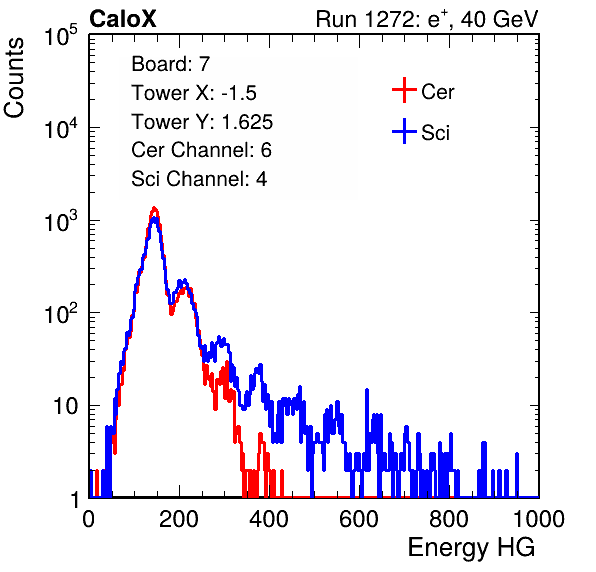 CaloX Run 1272: e⁺, 40 GeV
Counts
Board: 7
Tower X: -1.5
Tower Y: 1.625
Cer Channel: 6
Sci Channel: 4
Cer
Sci
10⁵
10⁴
10³
10²
10
1
0 200 400 600 800 1000
Energy HG